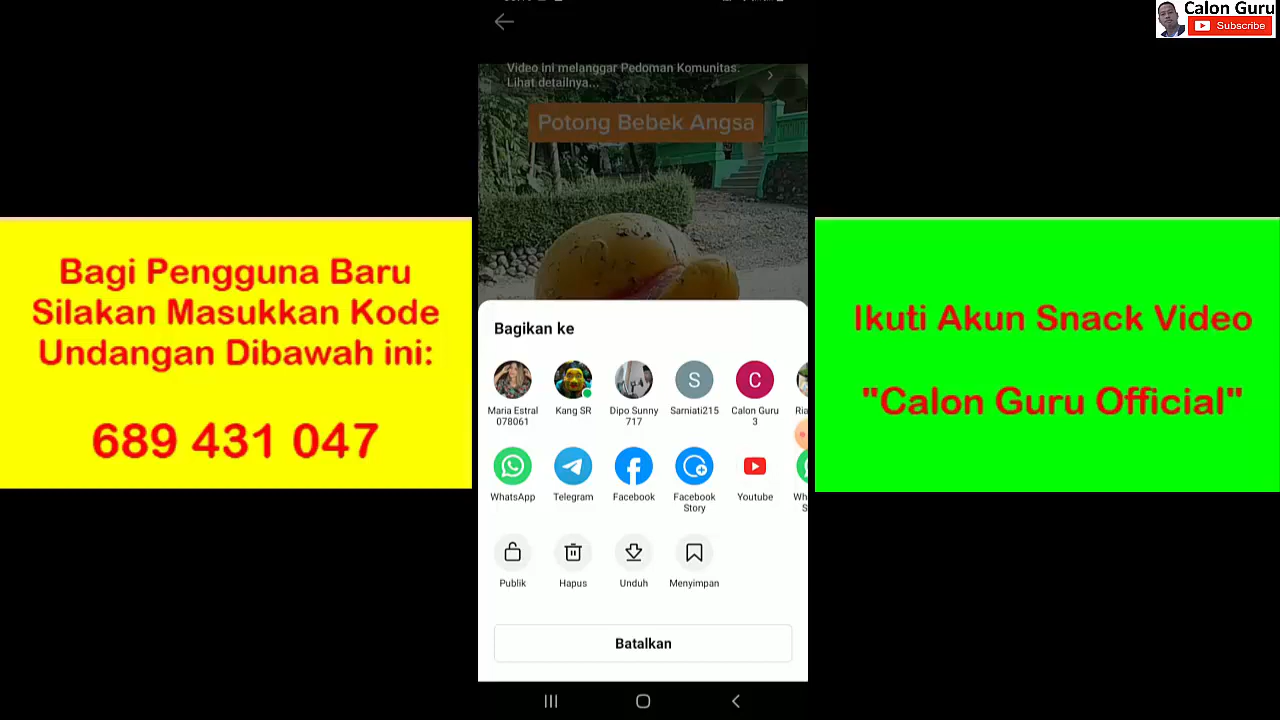 Calon Guru
Subscribe
Video ini melanggar Pedoman Komunitas.
Lihat detailnya...
Potong Bebek Angsa
Bagi Pengguna Baru
Silakan Masukkan Kode
Undangan Dibawah ini:
689 431 047
Bagikan ke
Maria Estral
078061
Kang SR
Dipo Sunny
717
S
Sarniati215
C
Calon Guru
3
WhatsApp
Telegram
Facebook
Facebook
Story
Youtube
Publik
Hapus
Unduh
Menyimpan
Batalkan
Ikuti Akun Snack Video
"Calon Guru Official"